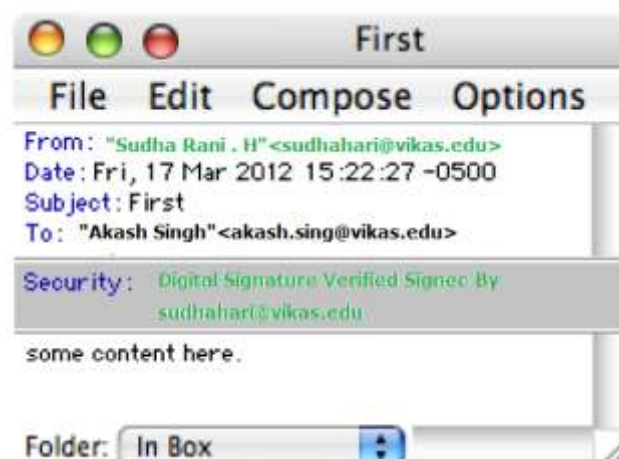 First
File Edit Compose Options
From: "Sudha Rani . H"<sudhahari@vikas.edu>
Date: Fri, 17 Mar 2012 15:22:27 -0500
Subject: First
To: "Akash Singh"<akash.sing@vikas.edu>
Security: Digital Signature Verified Signec By
sudhahari@vikas.edu
some content here.
Folder: In Box